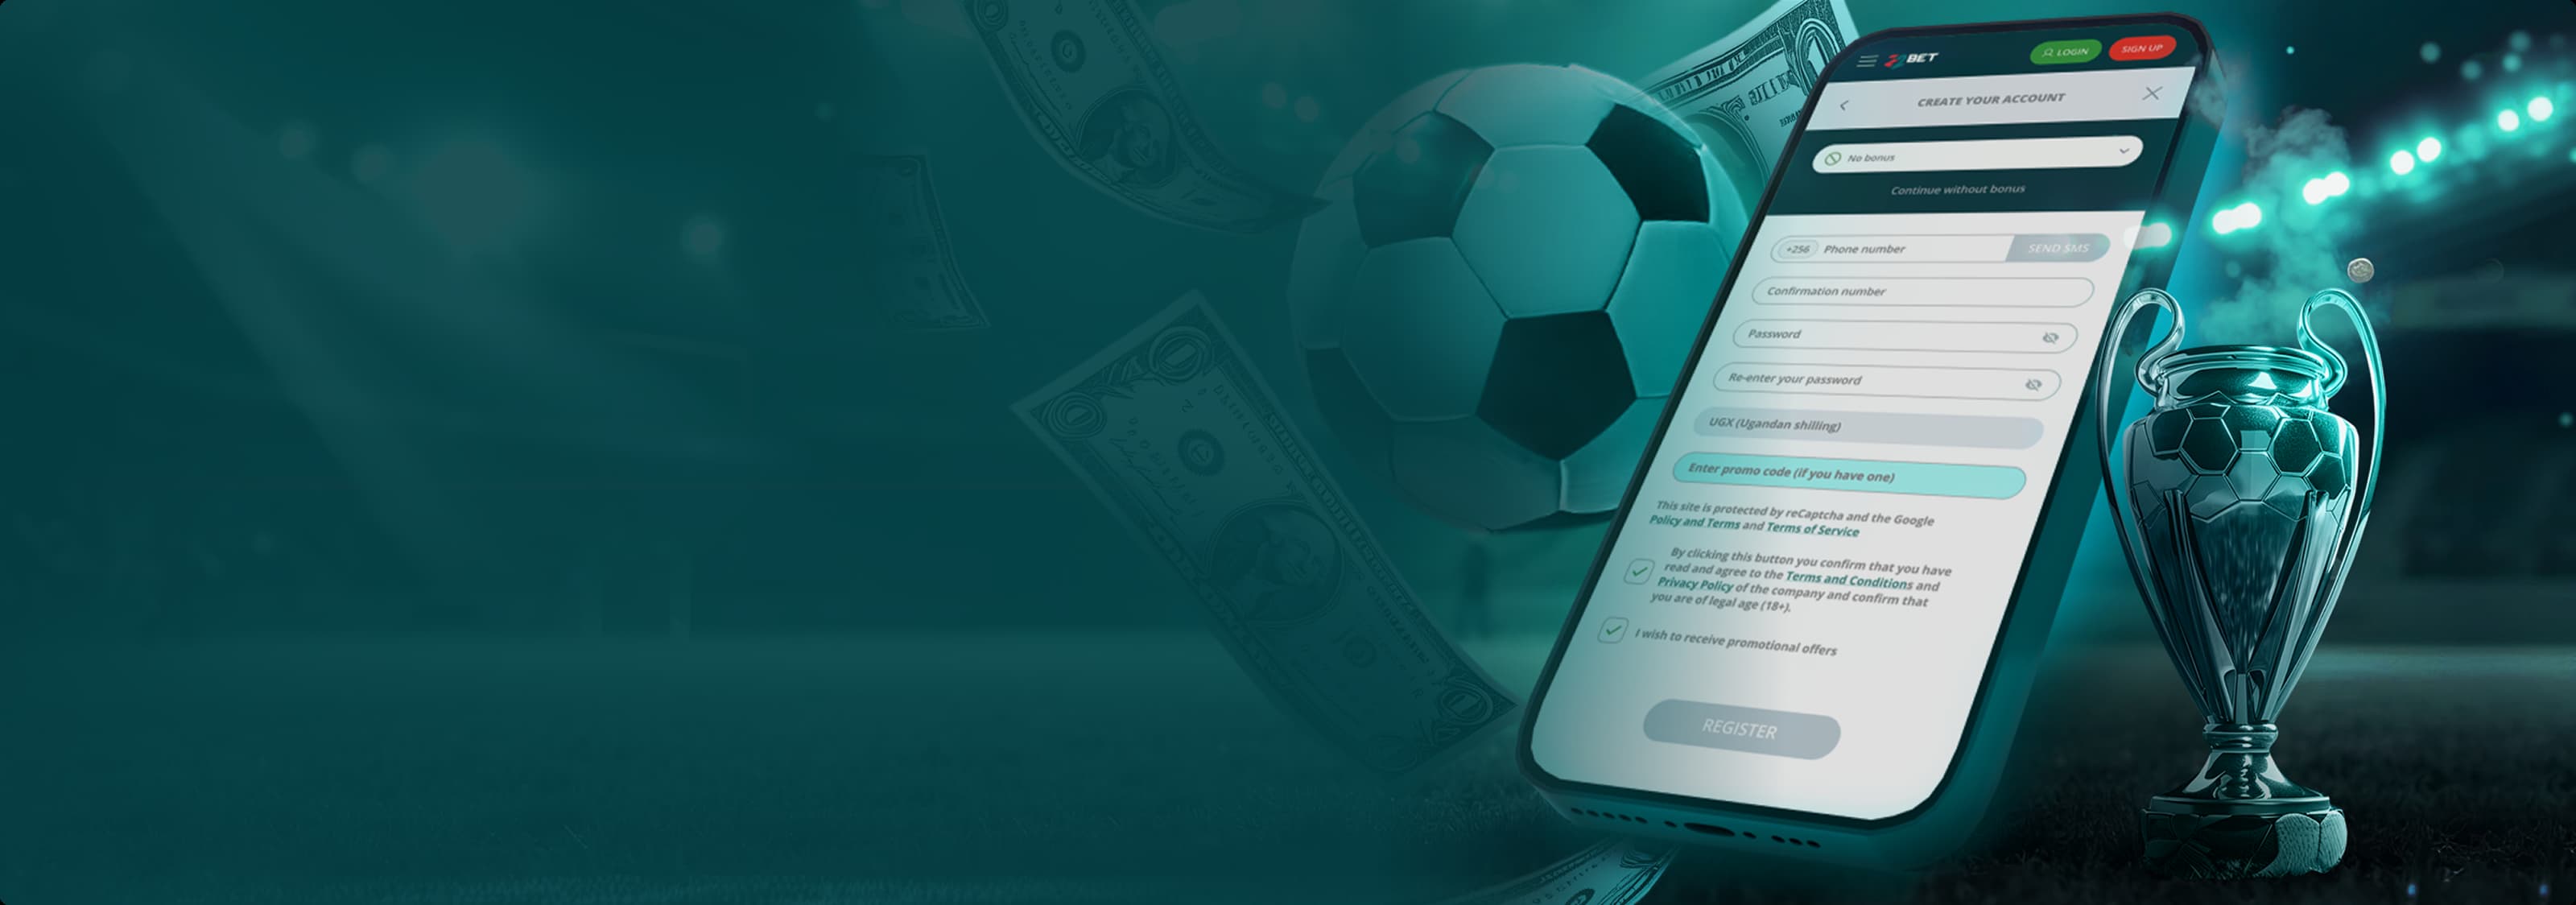 22BET
LOGIN
SIGN UP
CREATE YOUR ACCOUNT
No bonus
Continue without bonus
+256 Phone number
SEND SMS
Confirmation number
Password
Re-enter your password
UGX (Ugandan shilling)
Enter promo code (if you have one)
This site is protected by reCaptcha and the Google
Policy and Terms and Terms of Service
By clicking this button you confirm that you have
read and agree to the Terms and Conditions and
Privacy Policy of the company and confirm that
you are of legal age (18+).
I wish to receive promotional offers
REGISTER